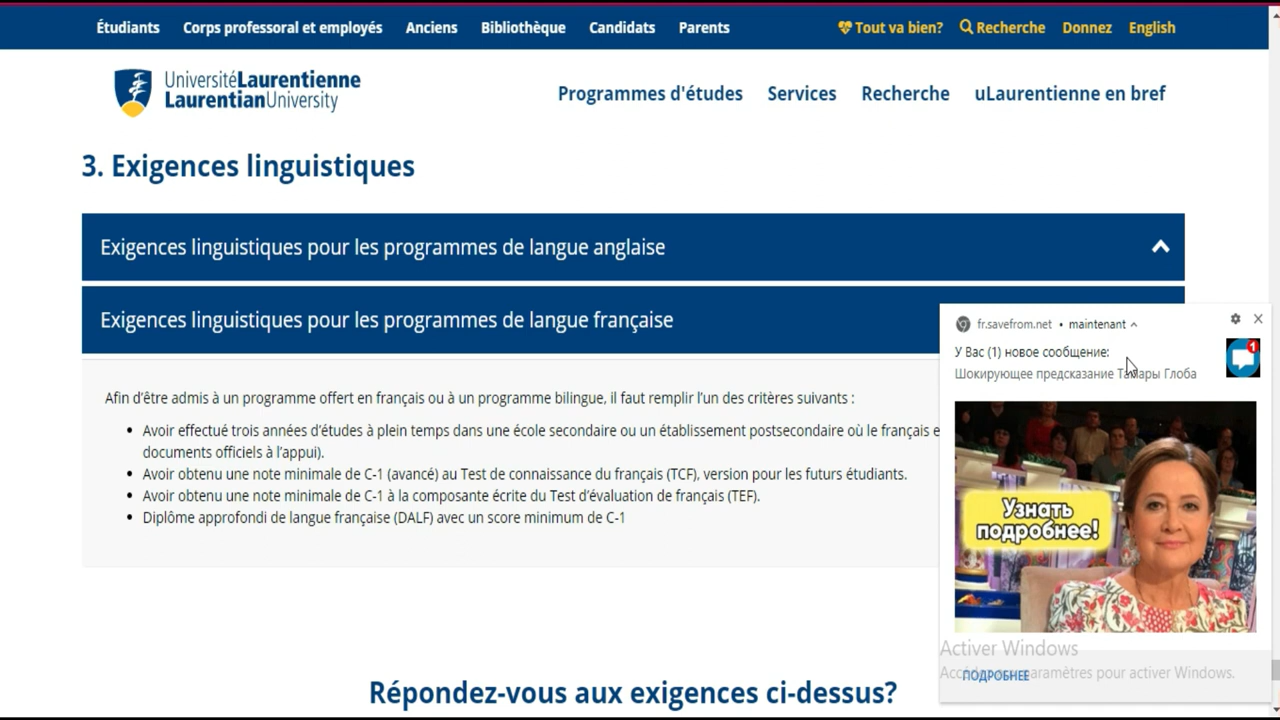 Étudiants Corps professoral et employés Anciens Bibliothèque Candidats Parents Tout va bien? Recherche Donnez English
UniversitéLaurentienne
LaurentianUniversity
Programmes d'études Services Recherche uLaurentienne en bref
3. Exigences linguistiques
Exigences linguistiques pour les programmes de langue anglaise
Exigences linguistiques pour les programmes de langue française
Afin d'être admis à un programme offert en français ou à un programme bilingue, il faut remplir l'un des critères suivants :
• Avoir effectué trois années d'études à plein temps dans une école secondaire ou un établissement postsecondaire où le français
documents officiels à l'appui).
• Avoir obtenu une note minimale de C-1 (avancé) au Test de connaissance du français (TCF), version pour les futurs étudiants.
• Avoir obtenu une note minimale de C-1 à la composante écrite du Test d'évaluation de français (TEF).
• Diplôme approfondi de langue française (DALF) avec un score minimum de C-1
fr.savefrom.net • maintenant
У Вас (1) новое сообщение:
1
Шокирующее предсказание Тамары Глоба
Узнать
подробнее!
Activer Windows
paramètres pour activer Windows.
ПОДРОБНЕЕ
Répondez-vous aux exigences ci-dessus?